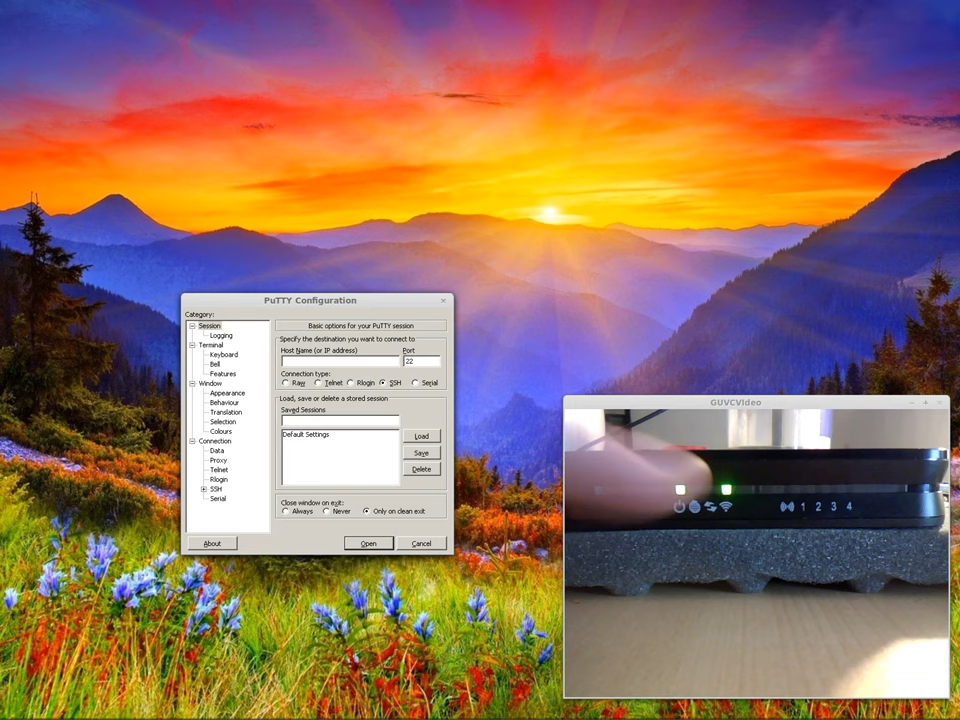 PuTTY Configuration
Category:
Session
Logging
Terminal
Keyboard
Bell
Features
Window
Appearance
Behaviour
Translation
Selection
Colours
Connection
Data
Proxy
Telnet
Rlogin
SSH
Serial
Basic options for your PuTTY session
Specify the destination you want to connect to
Host Name (or IP address) Port
22
Connection type:
Raw Telnet Rlogin SSH Serial
Load, save or delete a stored session
Saved Sessions
Default Settings
Load
Save
Delete
Close window on exit:
Always Never Only on clean exit
About Open Cancel
GUVCVideo
1 2 3 4